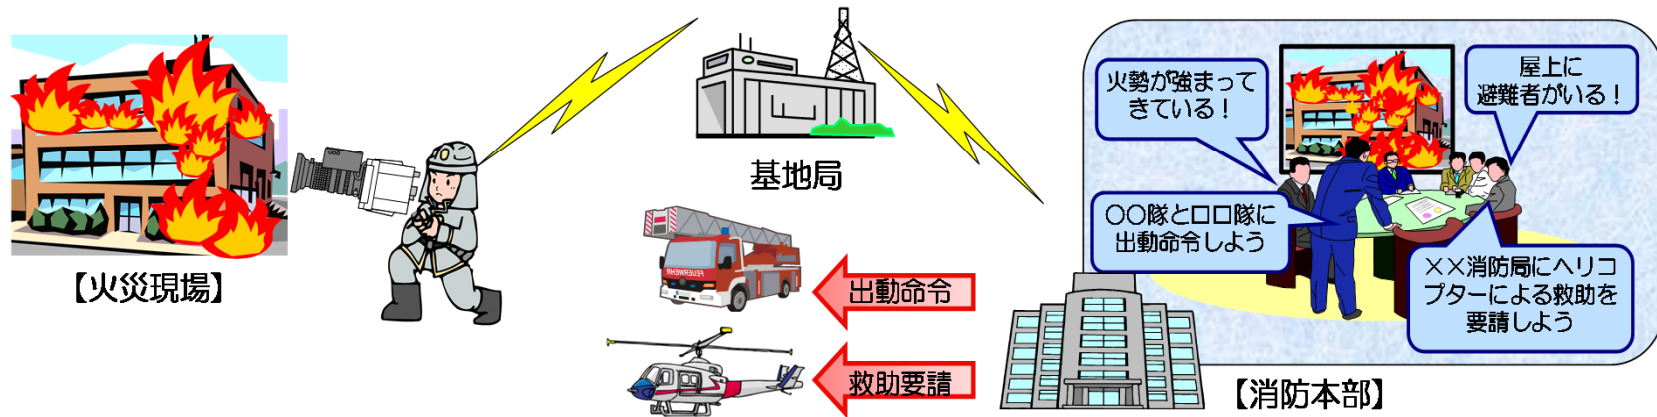 【火災現場】
基地局
出動命令
救助要請
火勢が強まって
きている！
屋上に
避難者がいる！
○○隊と□□隊に
出動命令しよう
××消防局にヘリコ
プターによる救助を
要請しよう
【消防本部】
FEUERWEHR